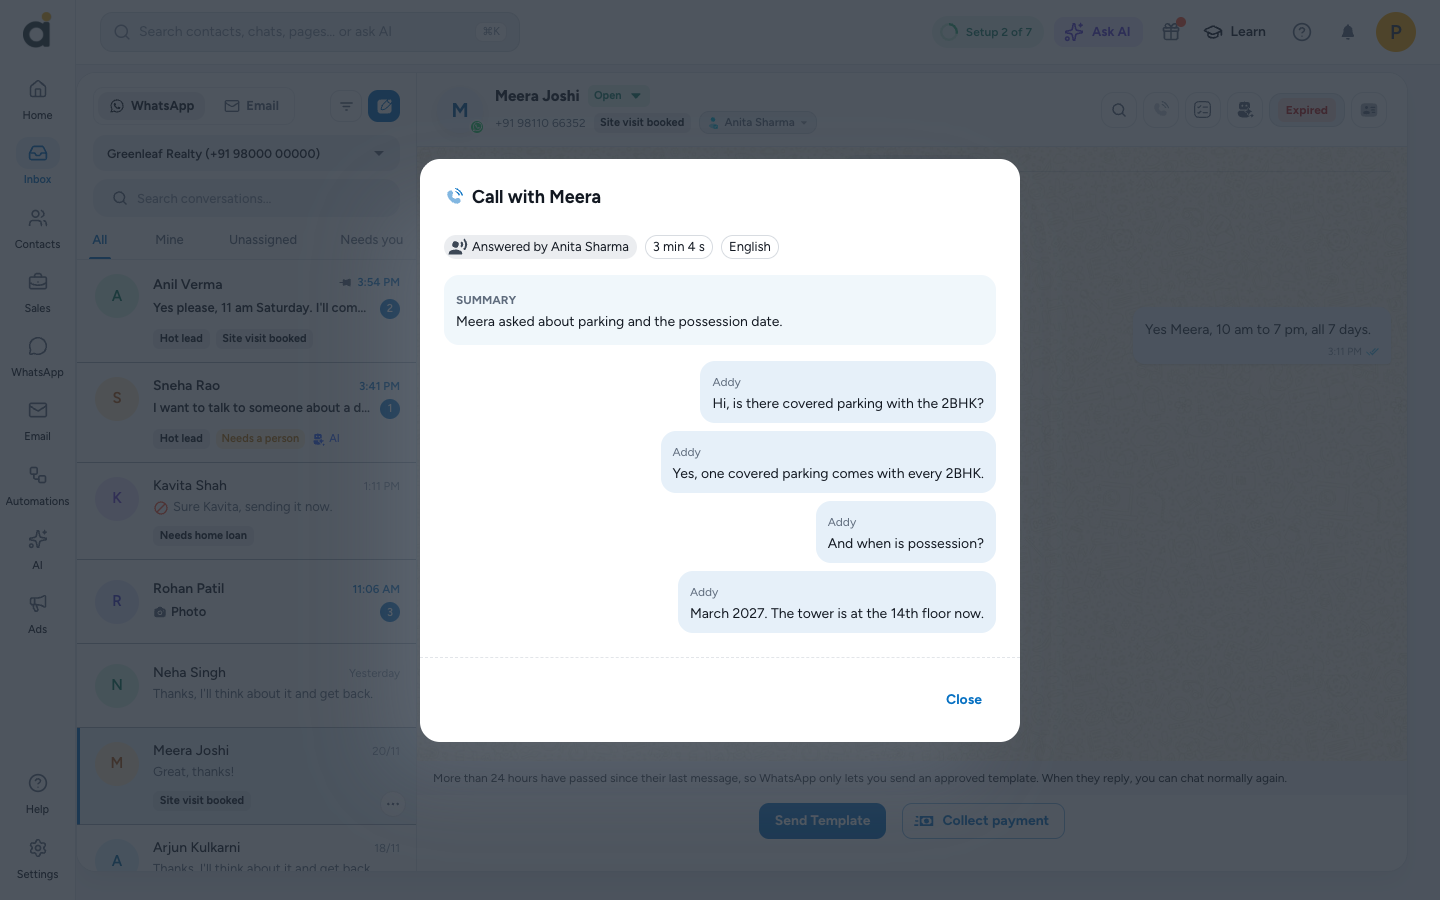 Search contacts, chats, pages... or ask AI
⌘K
Setup 2 of 7
Ask AI
Learn
P
Home
Inbox
Contacts
Sales
WhatsApp
Email
Automations
AI
Ads
Help
Settings
WhatsApp
Email
Greenleaf Realty (+91 98000 00000)
Search conversations...
All
Mine
Unassigned
Needs you
A
Anil Verma
3:54 PM
Yes please, 11 am Saturday. I'll com...
2
Hot lead
Site visit booked
S
Sneha Rao
3:41 PM
I want to talk to someone about a d...
1
Hot lead
Needs a person
AI
K
Kavita Shah
1:11 PM
Sure Kavita, sending it now.
Needs home loan
R
Rohan Patil
11:06 AM
Photo
3
N
Neha Singh
Yesterday
Thanks, I'll think about it and get back.
M
Meera Joshi
20/11
Great, thanks!
Site visit booked
A
Arjun Kulkarni
18/11
Thanks, I'll think about it and get back.
M
Meera Joshi
Open
+91 98110 66352
Site visit booked
Anita Sharma
Expired
Yes Meera, 10 am to 7 pm, all 7 days.
3:11 PM
Call with Meera
Answered by Anita Sharma
3 min 4 s
English
SUMMARY
Meera asked about parking and the possession date.
Addy
Hi, is there covered parking with the 2BHK?
Addy
Yes, one covered parking comes with every 2BHK.
Addy
And when is possession?
Addy
March 2027. The tower is at the 14th floor now.
Close
More than 24 hours have passed since their last message, so WhatsApp only lets you send an approved template. When they reply, you can chat normally again.
Send Template
Collect payment